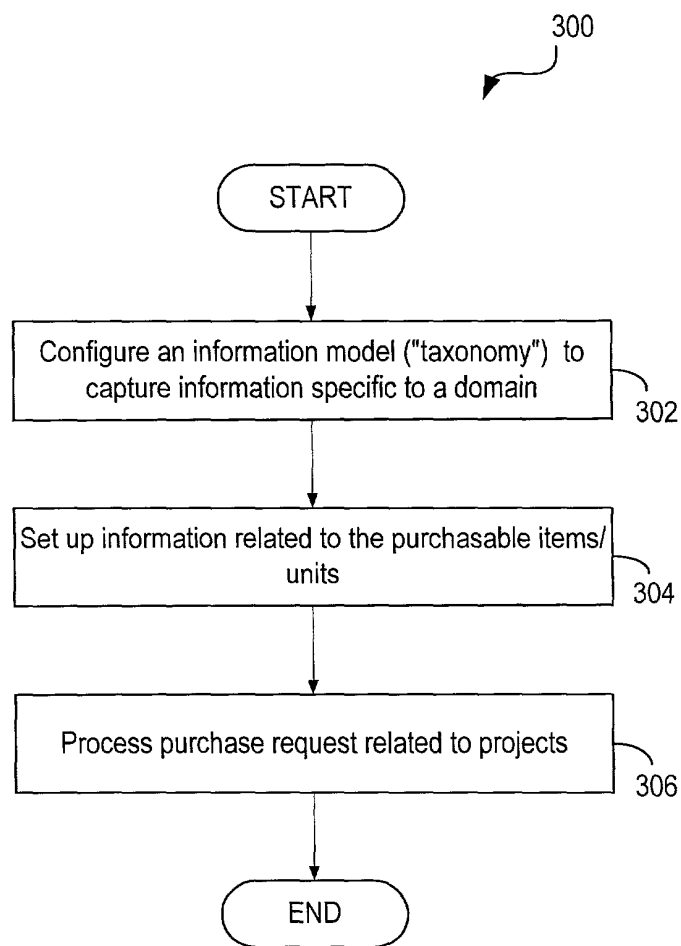 300
START
Configure an information model ("taxonomy") to
capture information specific to a domain
302
Set up information related to the purchasable items/
units
304
Process purchase request related to projects
306
END